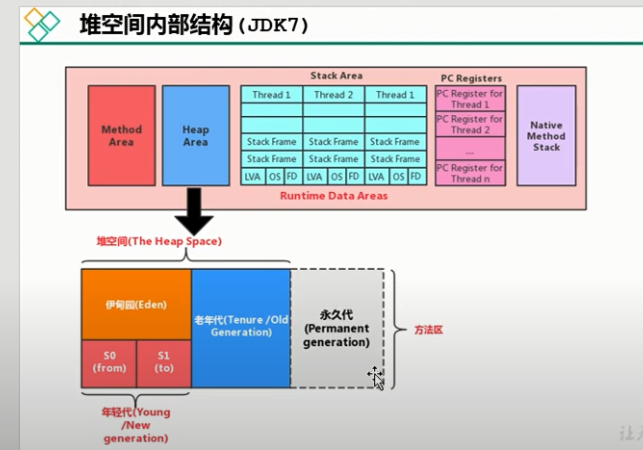 堆空间内部结构(JDK7)
Stack Area
PC Registers
Method
Area
Heap
Area
Thread 1
Thread 2
Thread 1
Stack Frame
Stack Frame
Stack Frame
Stack Frame
Stack Frame
Stack Frame
LVA
OS
FD
LVA
OS
FD
LVA
OS
FD
PC Register for
Thread 1
PC Register for
Thread 2
...
PC Register for
Thread n
Native
Method
Stack
Runtime Data Areas
堆空间(The Heap Space)
伊甸园(Eden)
S0
(from)
S1
(to)
老年代(Tenure /Old
Generation)
永久代
(Permanent
generation)
方法区
年轻代(Young
/New
generation)
让